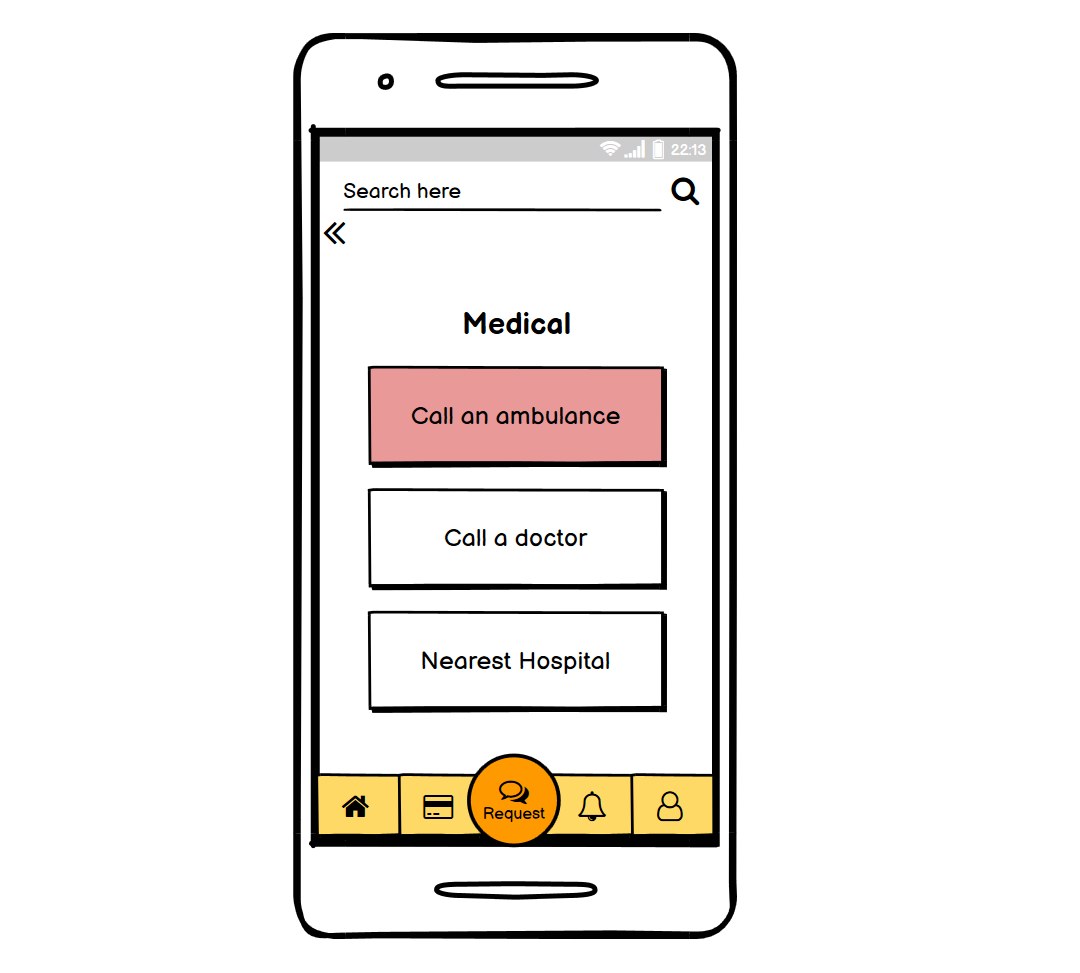 22:13
Search here
Medical
Call an ambulance
Call a doctor
Nearest Hospital
Request